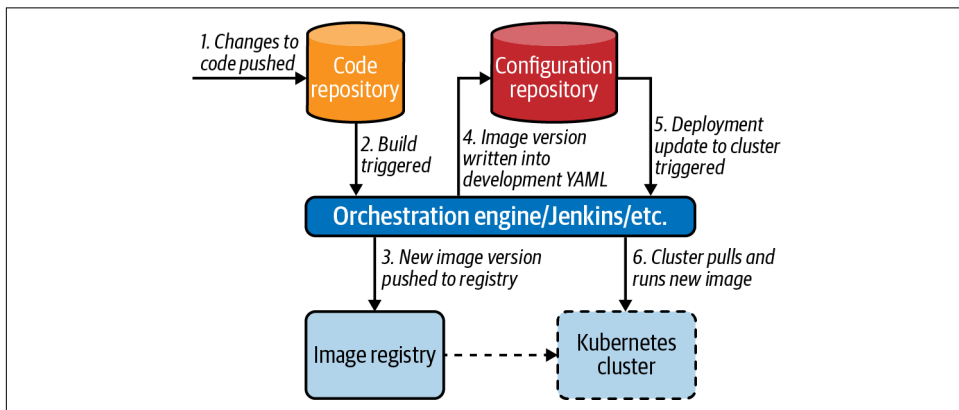 1. Changes to
code pushed
Code
repository
Configuration
repository
2. Build
triggered
4. Image version
written into
development YAML
5. Deployment
update to cluster
triggered
Orchestration engine/Jenkins/etc.
3. New image version
pushed to registry
6. Cluster pulls and
runs new image
Image registry
Kubernetes
cluster